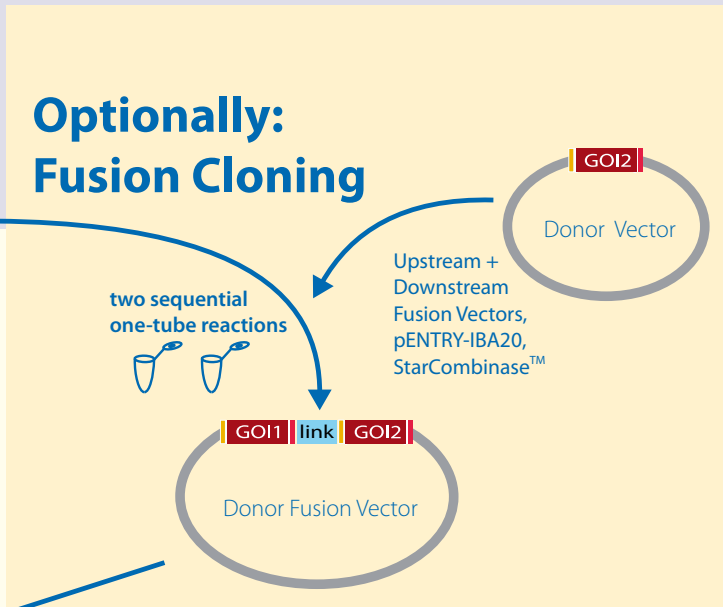 Optionally:
Fusion Cloning
GOI2
Donor Vector
Upstream +
Downstream
Fusion Vectors,
pENTRY-IBA20,
StarCombinase™
two sequential
one-tube reactions
GOI1 link GOI2
Donor Fusion Vector